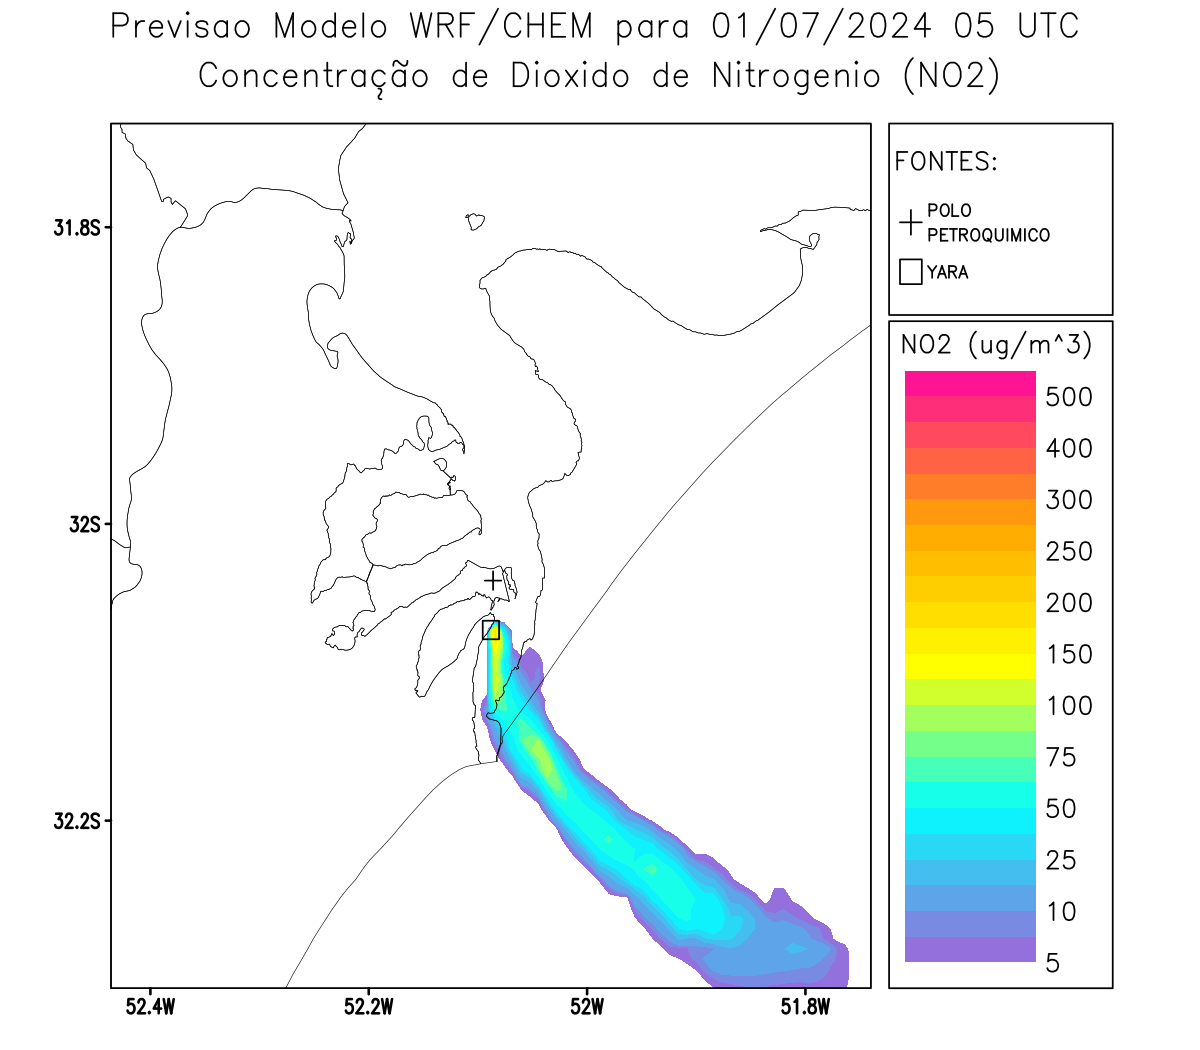 Previsao Modelo WRF/CHEM para 01/07/2024 05 UTC
Concentração de Dioxido de Nitrogenio (NO2)
FONTES:
POLO
PETROQUIMICO
YARA
NO2 (ug/m^3)
500
400
300
250
200
150
100
75
50
25
10
5
31.8S
32S
32.2S
52.4W
52.2W
52W
51.8W